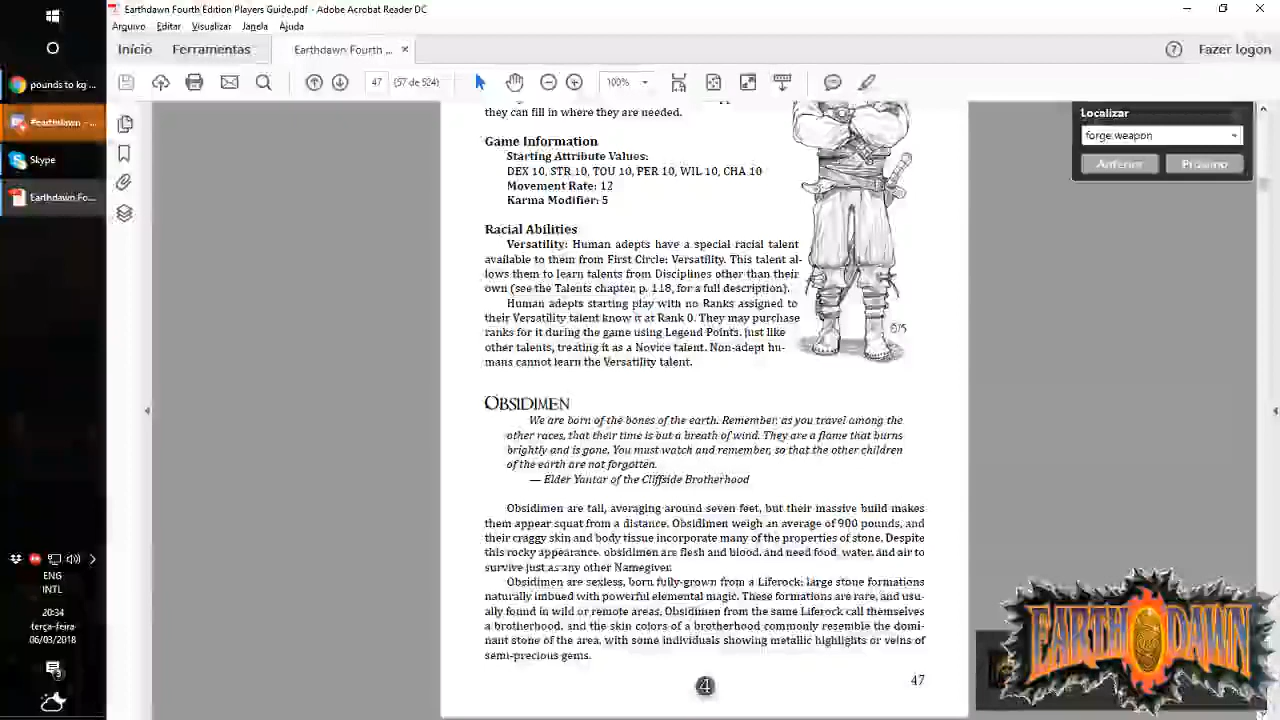 Earthdawn Fourth Edition Players Guide.pdf - Adobe Acrobat Reader DC
Arquivo Editar Visualizar Janela Ajuda
Início Ferramentas Earthdawn Fourth ... × Fazer logon
47 (57 de 524) 100%
pounds to kg ...
#earthdawn - ...
Skype
Earthdawn Fo...
Localizar
forge weapon
Anterior Próximo
they can fill in where they are needed.
Game Information
Starting Attribute Values:
DEX 10, STR 10, TOU 10, PER 10, WIL 10, CHA 10
Movement Rate: 12
Karma Modifier: 5
Racial Abilities
Versatility: Human adepts have a special racial talent
available to them from First Circle: Versatility. This talent al-
lows them to learn talents from Disciplines other than their
own (see the Talents chapter, p. 118, for a full description).
Human adepts starting play with no Ranks assigned to
their Versatility talent know it at Rank 0. They may purchase
ranks for it during the game using Legend Points, just like
other talents, treating it as a Novice talent. Non-adept hu-
mans cannot learn the Versatility talent.
OBSIDIMEN
We are born of the bones of the earth. Remember, as you travel among the
other races, that their time is but a breath of wind. They are a flame that burns
brightly and is gone. You must watch and remember, so that the other children
of the earth are not forgotten.
— Elder Yantar of the Cliffside Brotherhood
Obsidimen are tall, averaging around seven feet, but their massive build makes
them appear squat from a distance. Obsidimen weigh an average of 900 pounds, and
their craggy skin and body tissue incorporate many of the properties of stone. Despite
this rocky appearance, obsidimen are flesh and blood, and need food, water, and air to
survive just as any other Namegiver.
Obsidimen are sexless, born fully-grown from a Liferock: large stone formations
naturally imbued with powerful elemental magic. These formations are rare, and usu-
ally found in wild or remote areas. Obsidimen from the same Liferock call themselves
a brotherhood, and the skin colors of a brotherhood commonly resemble the domi-
nant stone of the area, with some individuals showing metallic highlights or veins of
semi-precious gems.
4
47
ENG
INTL
20:34
terça-feira
06/03/2018
3
EARTHDAWN